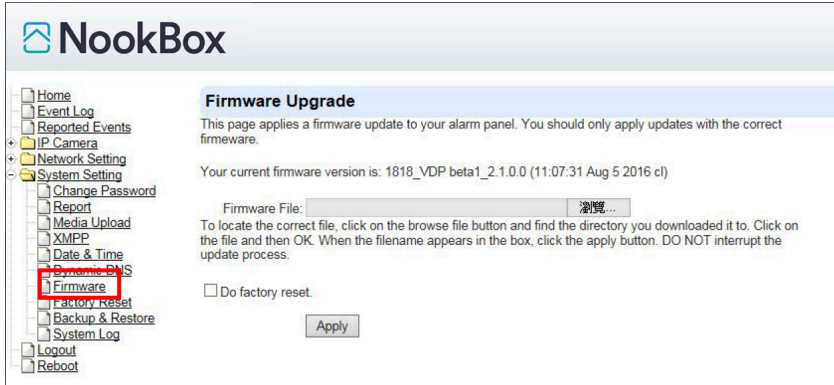 NookBox
Home
Event Log
Reported Events
IP Camera
Network Setting
System Setting
Change Password
Report
Media Upload
XMPP
Date & Time
Dynamic DNS
Firmware
Factory Reset
Backup & Restore
System Log
Logout
Reboot
Firmware Upgrade
This page applies a firmware update to your alarm panel. You should only apply updates with the correct
firmeware.
Your current firmware version is: 1818_VDP beta1_2.1.0.0 (11:07:31 Aug 5 2016 cl)
Firmware File: 瀏覽...
To locate the correct file, click on the browse file button and find the directory you downloaded it to. Click on
the file and then OK. When the filename appears in the box, click the apply button. DO NOT interrupt the
update process.
Do factory reset.
Apply